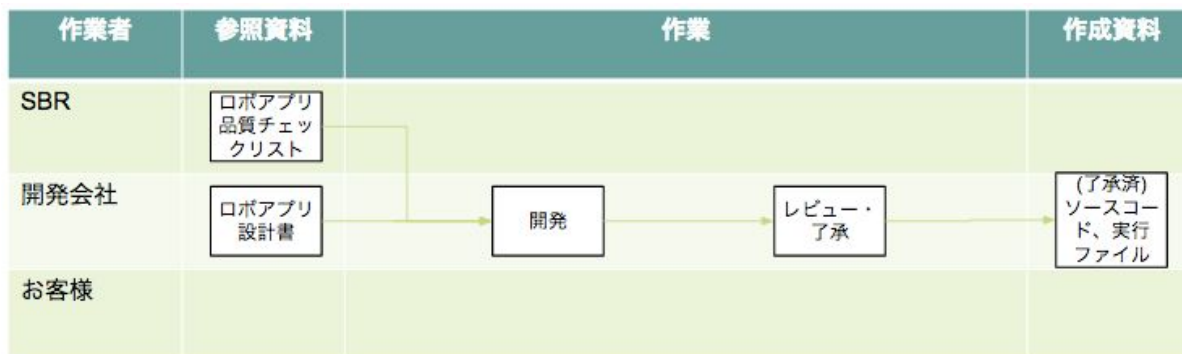 作業者
参照資料
作業
作成資料
SBR
ロボアプリ
品質チェッ
クリスト
開発会社
ロボアプリ
設計書
開発
レビュー・
了承
(了承済)
ソースコー
ド、実行
ファイル
お客様